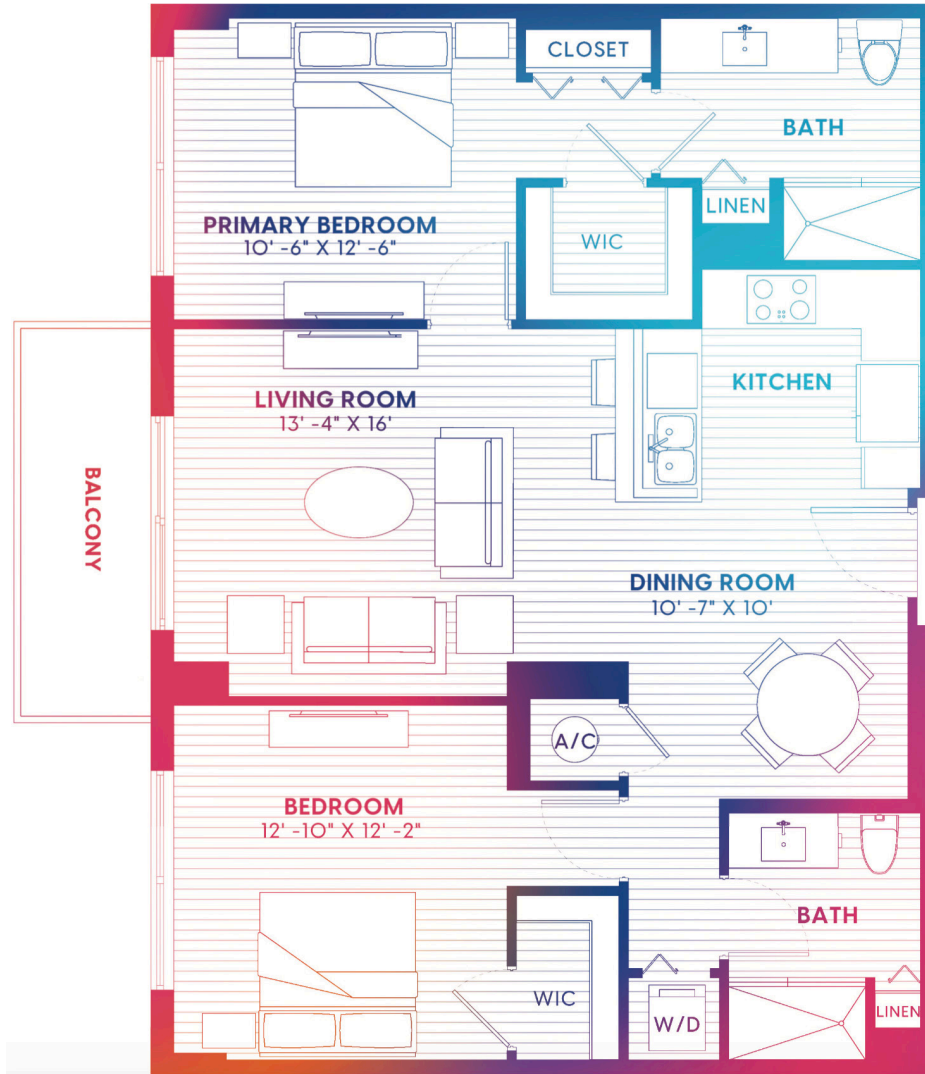 CLOSET
BATH
LINEN
PRIMARY BEDROOM
10' -6" X 12' -6"
WIC
KITCHEN
LIVING ROOM
13' -4" X 16'
BALCONY
DINING ROOM
10' -7" X 10'
A/C
BEDROOM
12' -10" X 12' -2"
BATH
WIC
W/D
LINEN